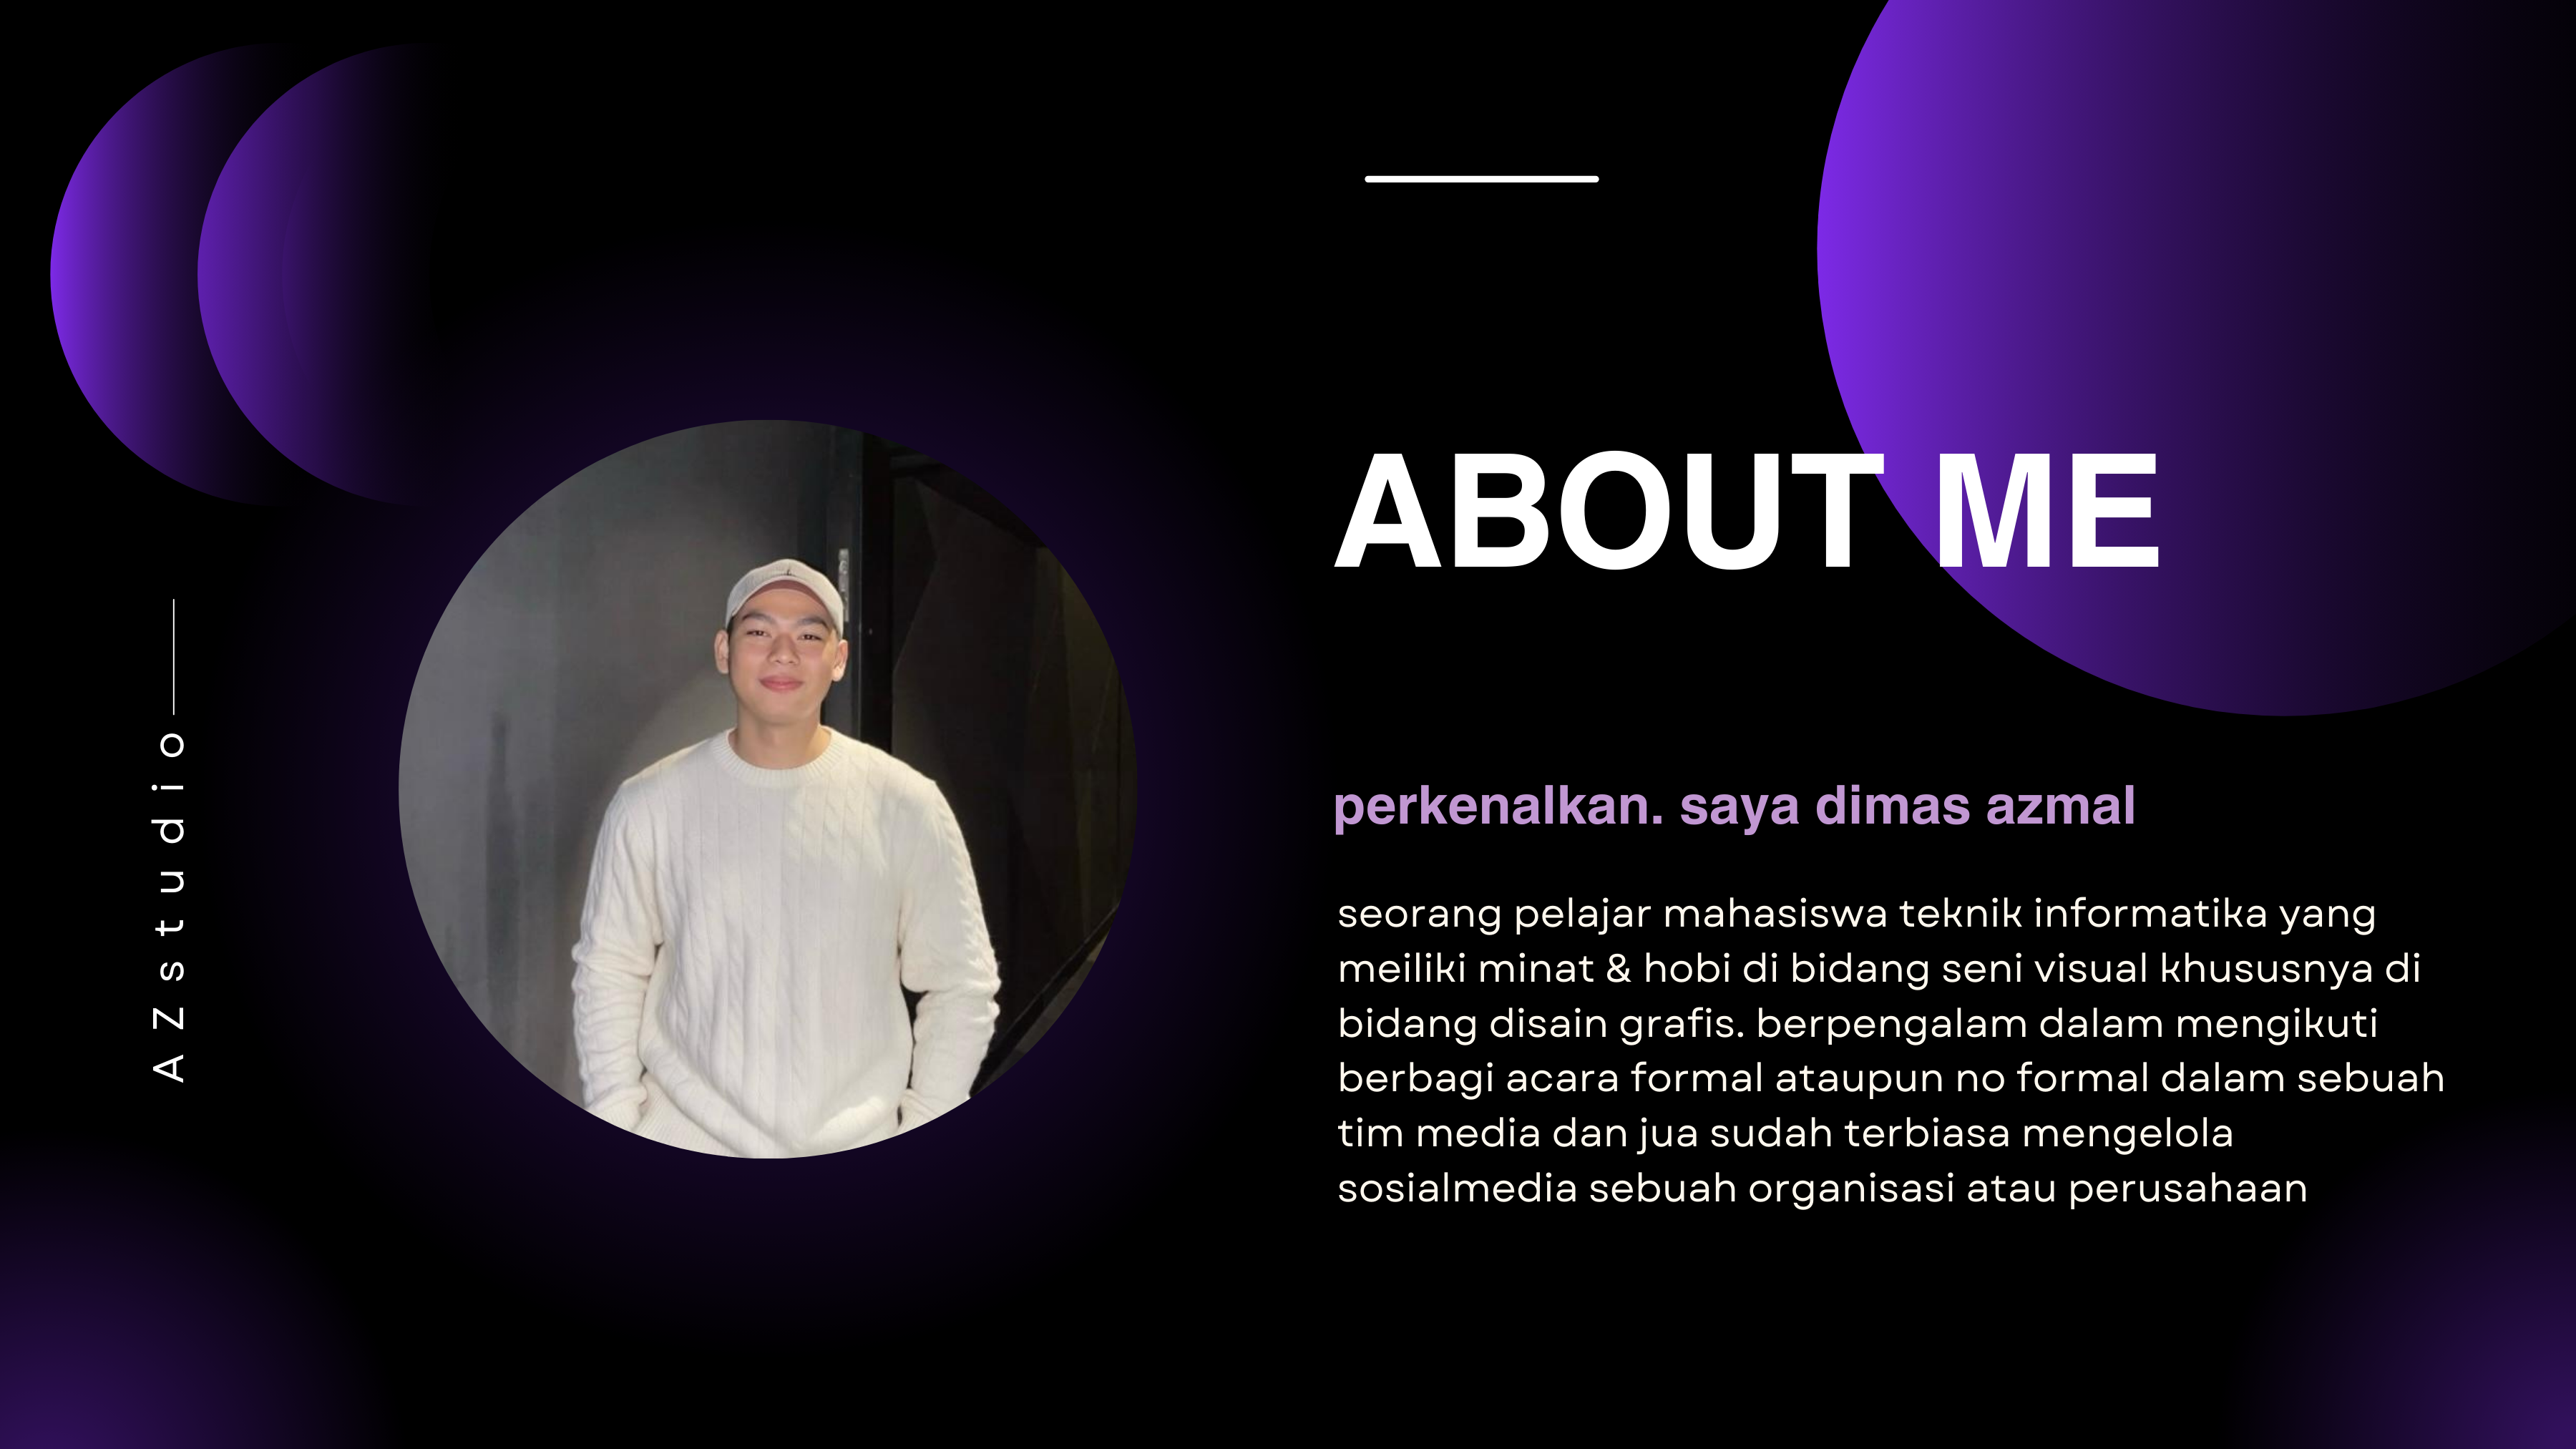 AZstudio
ABOUT ME
perkenalkan. saya dimas azmal
seorang pelajar mahasiswa teknik informatika yang
meiliki minat & hobi di bidang seni visual khususnya di
bidang disain grafis. berpengalam dalam mengikuti
berbagi acara formal ataupun no formal dalam sebuah
tim media dan jua sudah terbiasa mengelola
sosialmedia sebuah organisasi atau perusahaan